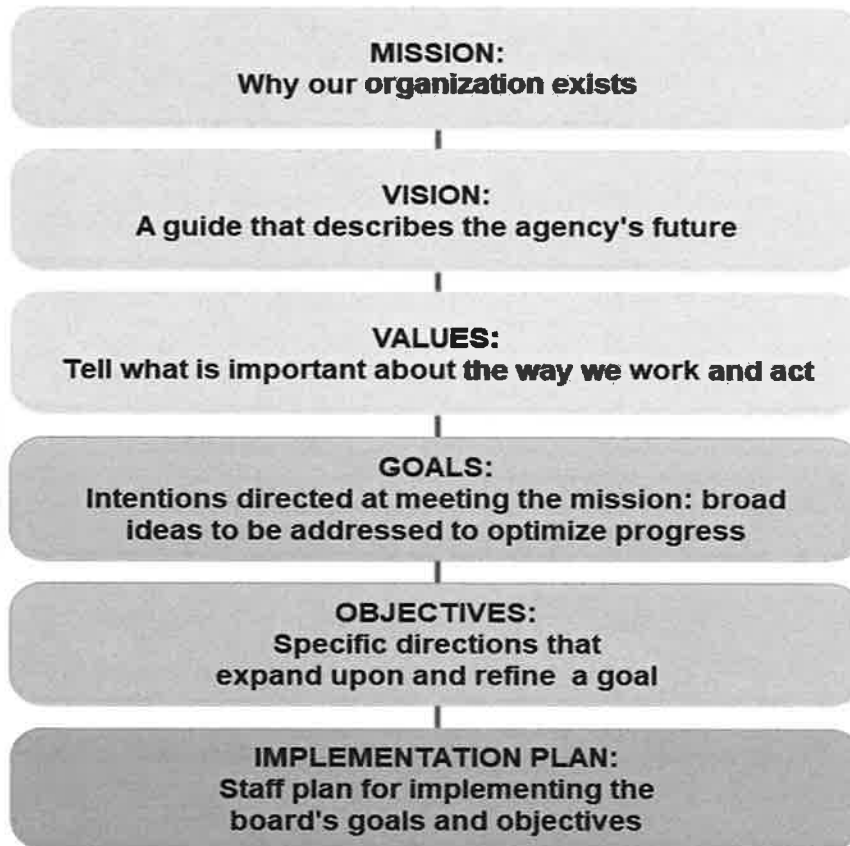 MISSION:
Why our organization exists
VISION:
A guide that describes the agency's future
VALUES:
Tell what is important about the way we work and act
GOALS:
Intentions directed at meeting the mission: broad
ideas to be addressed to optimize progress
OBJECTIVES:
Specific directions that
expand upon and refine a goal
IMPLEMENTATION PLAN:
Staff plan for implementing the
board's goals and objectives